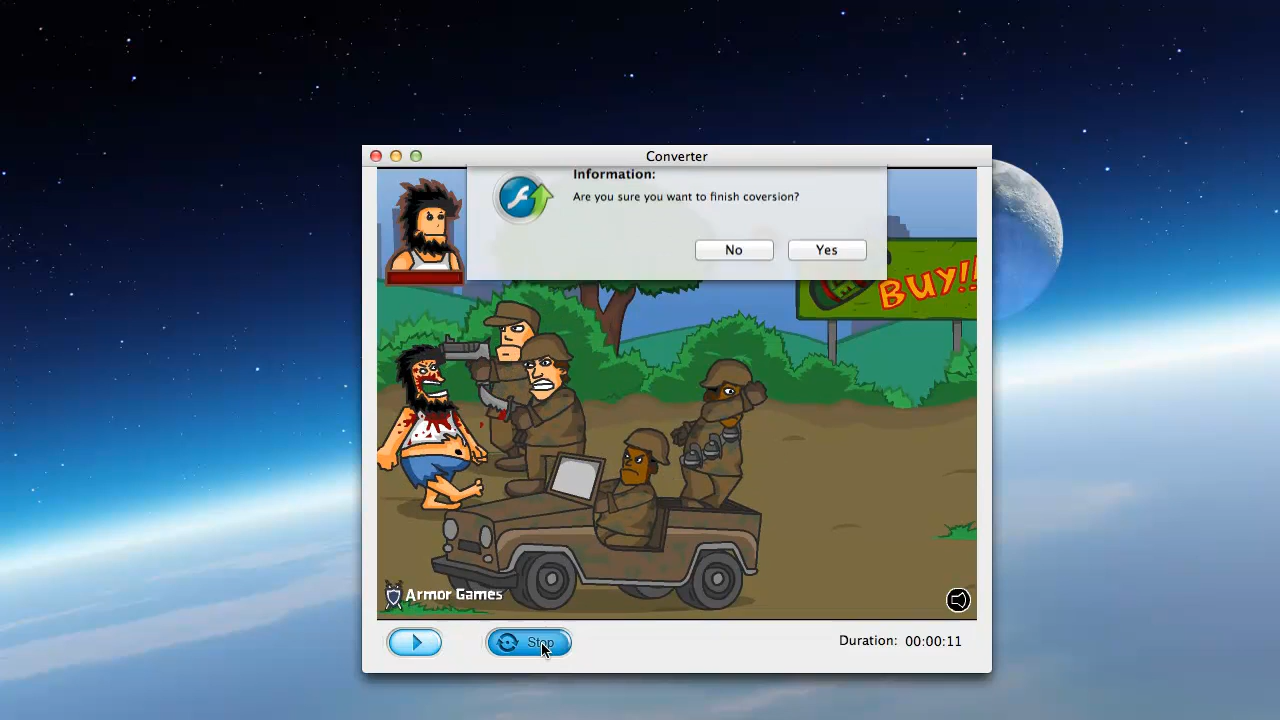 Converter
Information:
Are you sure you want to finish coversion?
No
Yes
BUY!!
Armor Games
Stop
Duration: 00:00:11